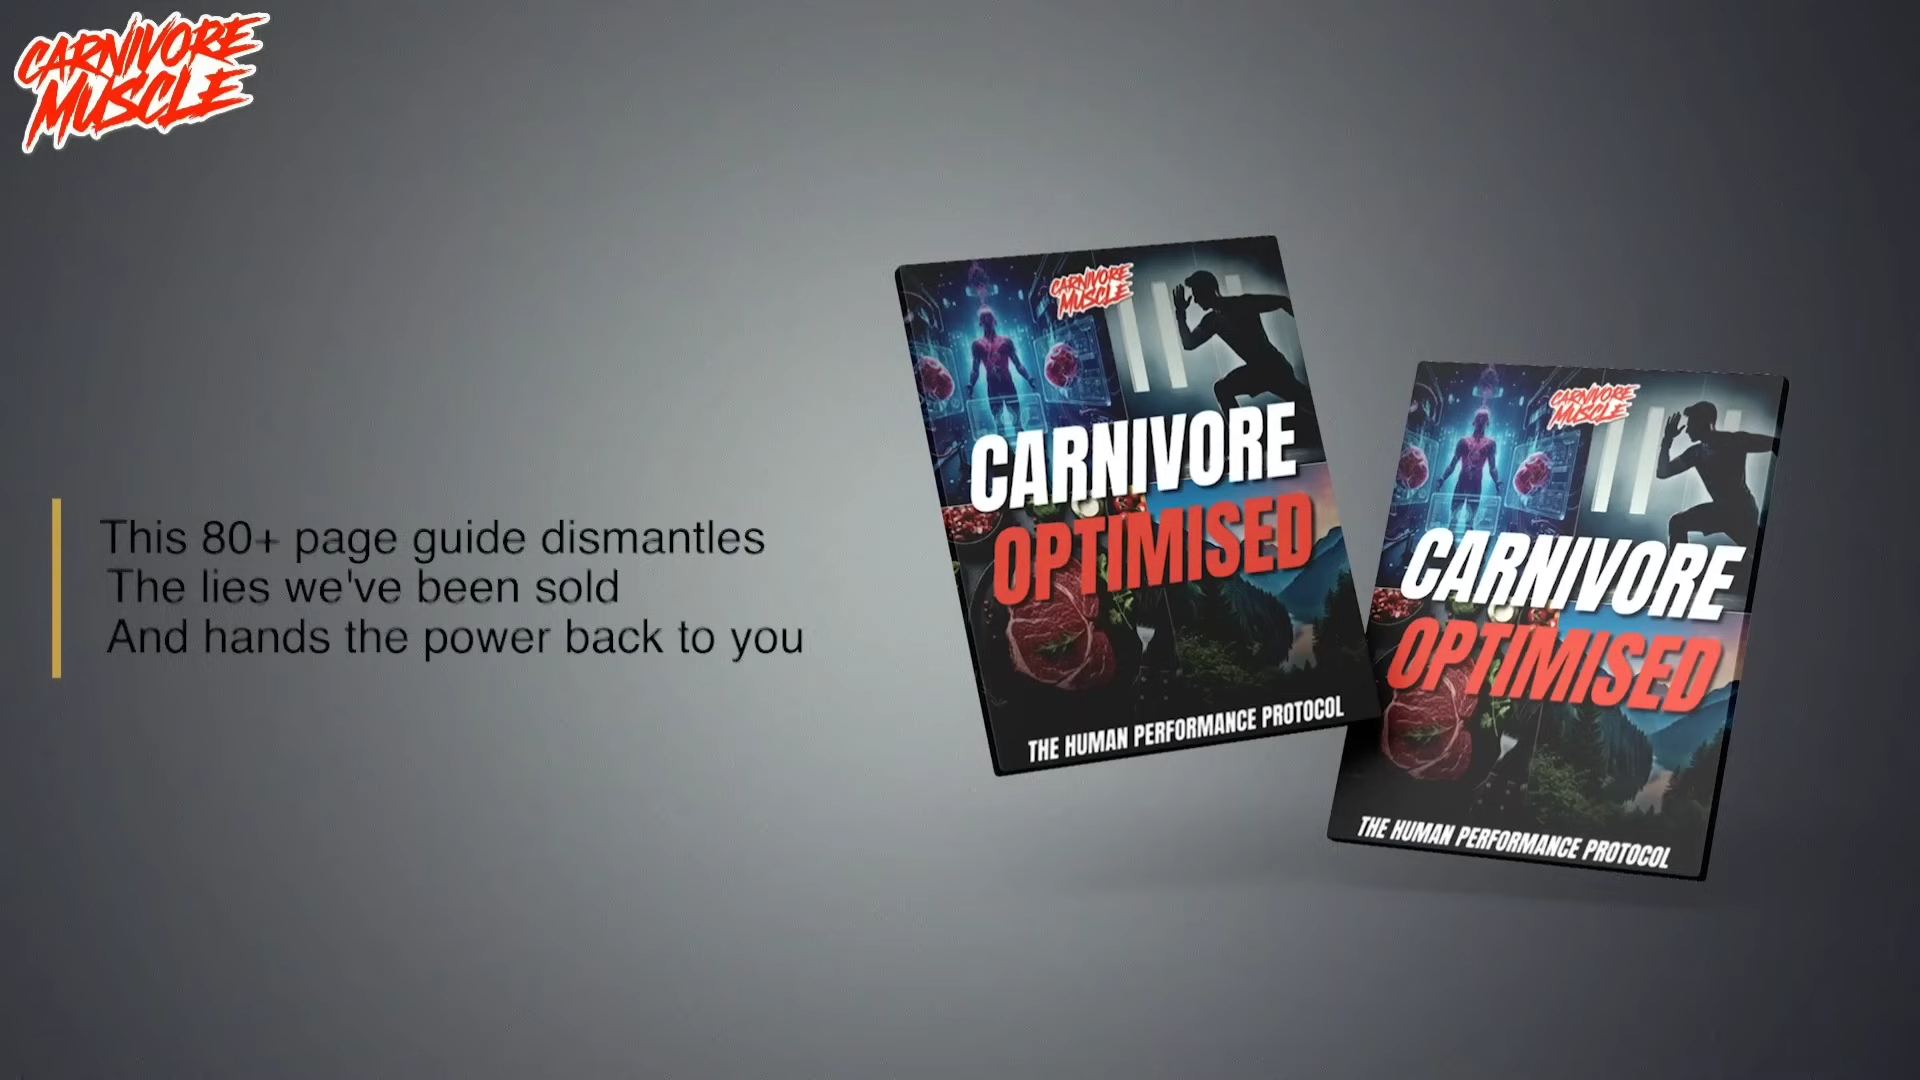 CARNIVORE
MUSCLE
This 80+ page guide dismantles
The lies we've been sold
And hands the power back to you
CARNIVORE
MUSCLE
CARNIVORE
OPTIMISED
THE HUMAN PERFORMANCE PROTOCOL
CARNIVORE
MUSCLE
CARNIVORE
OPTIMISED
THE HUMAN PERFORMANCE PROTOCOL